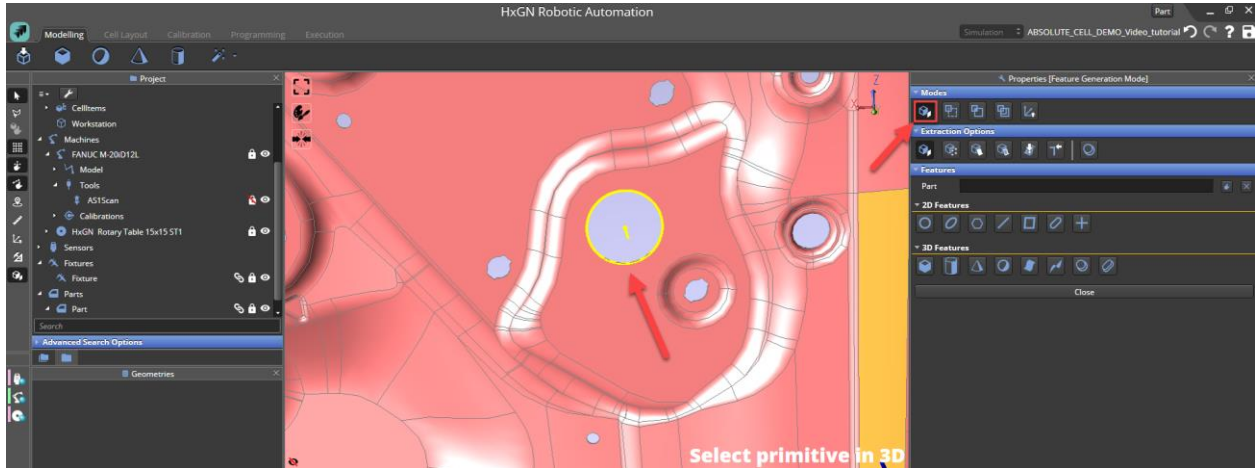 HxGN Robotic Automation
Part
Modelling Cell Layout Calibration Programming Execution
Simulation ABSOLUTE_CELL_DEMO_Video_tutorial
Project
CellItems
Workstation
Machines
FANUC M-20iD12L
Model
Tools
AS1Scan
Calibrations
HxGN Rotary Table 15x15 ST1
Sensors
Fixtures
Fixture
Parts
Part
Search
Advanced Search Options
Geometries
Z
X
Select primitive in 3D
Properties [Feature Generation Mode]
Modes
Extraction Options
Features
Part
2D Features
3D Features
Close